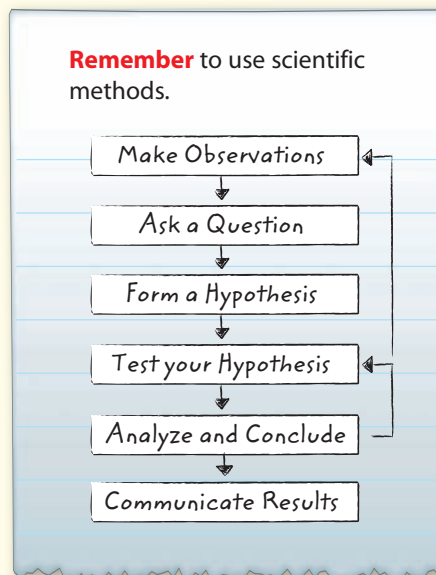 Remember to use scientific
methods.
Make Observations
Ask a Question
Form a Hypothesis
Test your Hypothesis
Analyze and Conclude
Communicate Results